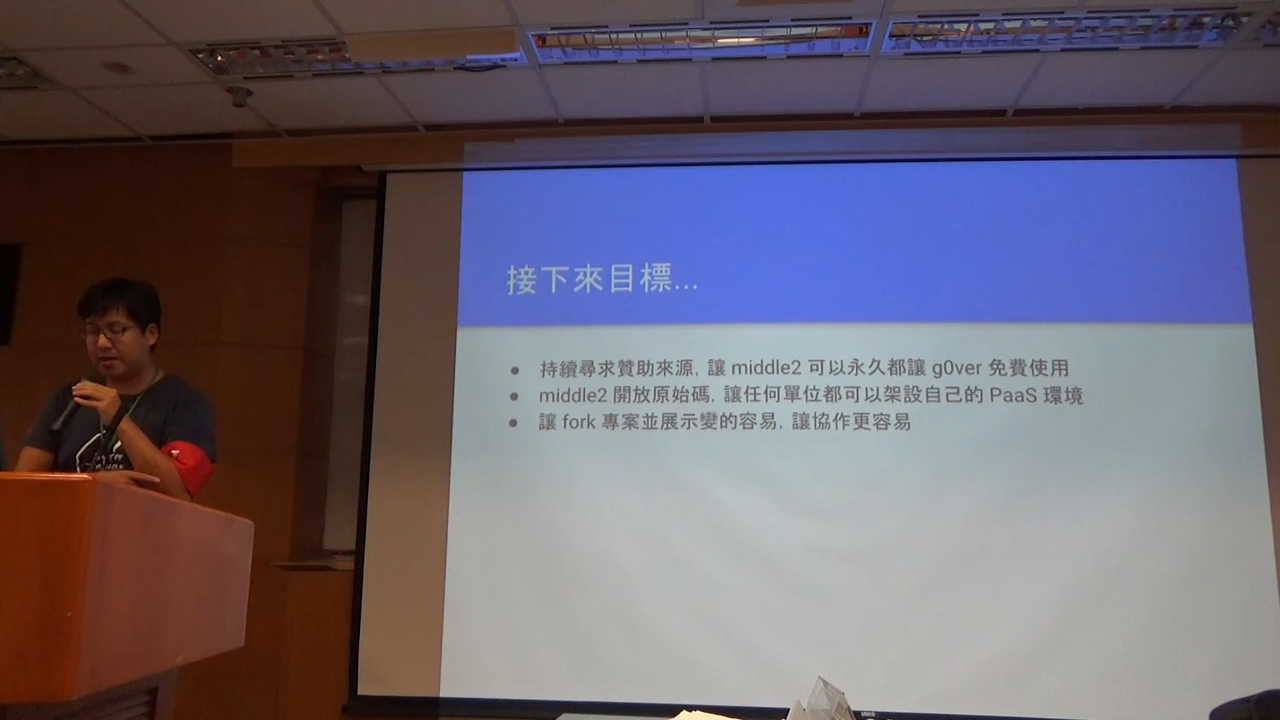 接下來目標...
持續尋求贊助來源, 讓 middle2 可以永久都讓 g0ver 免費使用
middle2 開放原始碼, 讓任何單位都可以架設自己的 PaaS 環境
讓 fork 專案並展示變的容易, 讓協作更容易